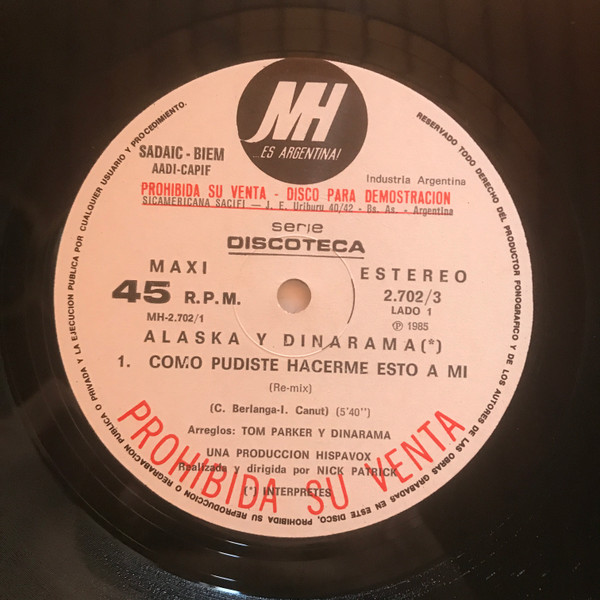 MH
...ES ARGENTINA!
SADAIC - BIEM
AADI-CAPIF
Industria Argentina
PROHIBIDA SU VENTA - DISCO PARA DEMOSTRACION
SICAMERICANA SACIFI — J. E. Uriburu 40/42 - Bs. As. - Argentina
serie
DISCOTECA
MAXI
ESTEREO
45 R.P.M.
2.702/3
MH-2.702/1
LADO 1
℗ 1985
ALASKA Y DINARAMA (*)
1. COMO PUDISTE HACERME ESTO A MI
(Re-mix)
(C. Berlanga-I. Canut) (5'40'')
Arreglos: TOM PARKER Y DINARAMA
UNA PRODUCCION HISPAVOX
Realizada y dirigida por NICK PATRICK
(*) INTERPRETES
PROHIBIDA SU VENTA
RESERVADO TODO DERECHO DEL PRODUCTOR FONOGRAFICO Y DE LOS AUTORES DE LAS OBRAS GRABADAS EN ESTE DISCO. PROHIBIDA SU REPRODUCCION O REGRABACION PUBLICA O PRIVADA Y LA EJECUCION PUBLICA POR CUALQUIER USUARIO Y PROCEDIMIENTO.